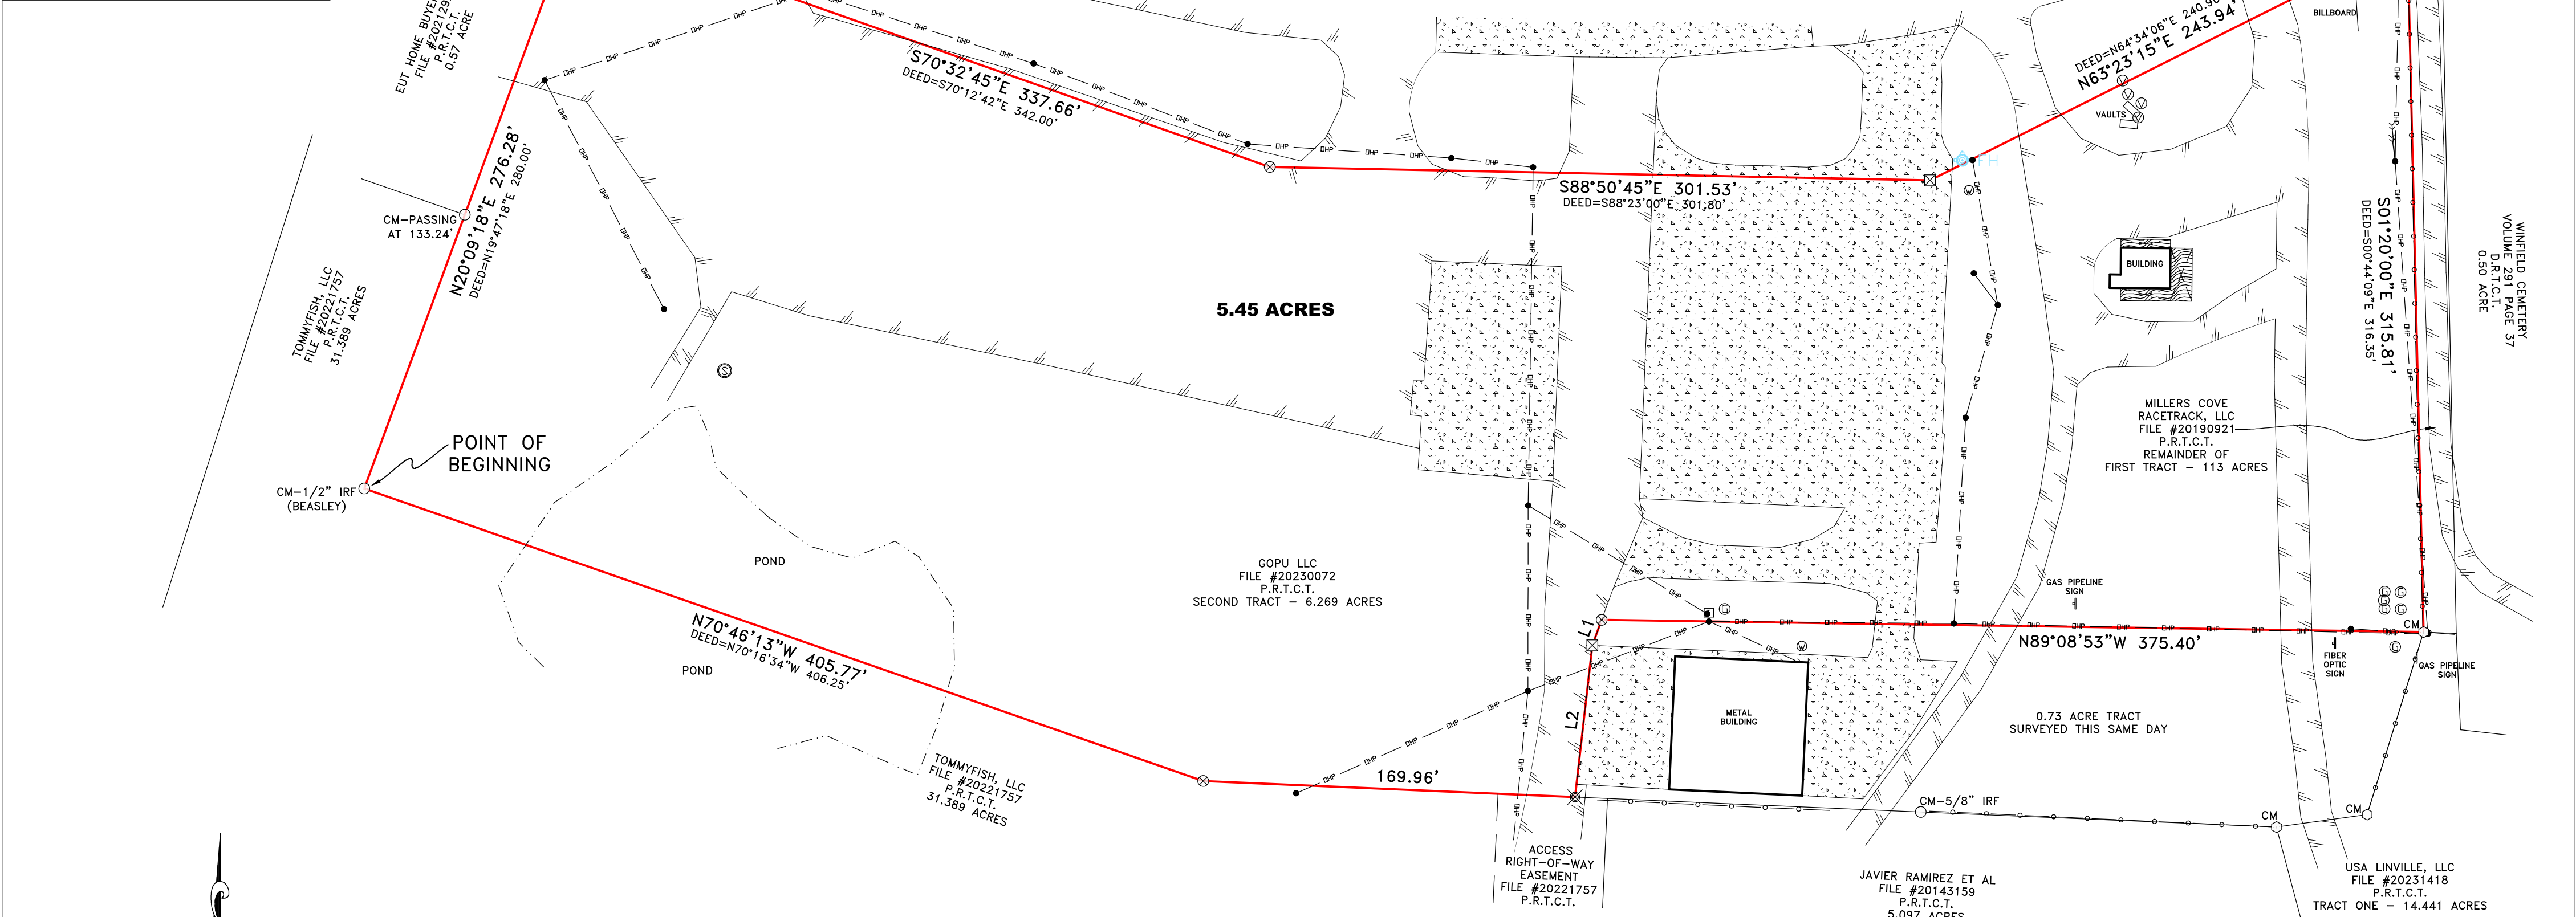 EUT HOME BUYER
FILE #202129
P.R.T.C.T.
0.57 ACRE
S70°32'45"E 337.66'
DEED=S70°12'42"E 342.00'
DEED=N64°34'06"E 240.90'
N63°23'15"E 243.94'
BILLBOARD
VAULTS
S88°50'45"E 301.53'
DEED=S88°23'00"E 301.80'
FH
CM-PASSING
AT 133.24'
N20°09'18"E 276.28'
DEED=N19°47'18"E 280.00'
TOMMYFISH, LLC
FILE #20221757
P.R.T.C.T.
31.389 ACRES
5.45 ACRES
BUILDING
S01°20'00"E 315.81'
DEED=S00°44'09"E 316.35'
WINFIELD CEMETERY
VOLUME 291 PAGE 37
D.R.T.C.T.
0.50 ACRE
MILLERS COVE
RACETRACK, LLC
FILE #20190921
P.R.T.C.T.
REMAINDER OF
FIRST TRACT - 113 ACRES
POINT OF
BEGINNING
CM-1/2" IRF
(BEASLEY)
S
POND
POND
GOPU LLC
FILE #20230072
P.R.T.C.T.
SECOND TRACT - 6.269 ACRES
N70°46'13"W 405.77'
DEED=N70°16'34"W 406.25'
GAS PIPELINE
SIGN
L1
L2
G
W
N89°08'53"W 375.40'
CM
FIBER
OPTIC
SIGN
GAS PIPELINE
SIGN
METAL
BUILDING
0.73 ACRE TRACT
SURVEYED THIS SAME DAY
169.96'
TOMMYFISH, LLC
FILE #20221757
P.R.T.C.T.
31.389 ACRES
CM-5/8" IRF
CM
CM
ACCESS
RIGHT-OF-WAY
EASEMENT
FILE #20221757
P.R.T.C.T.
JAVIER RAMIREZ ET AL
FILE #20143159
P.R.T.C.T.
5.097 ACRES
USA LINVILLE, LLC
FILE #20231418
P.R.T.C.T.
TRACT ONE - 14.441 ACRES